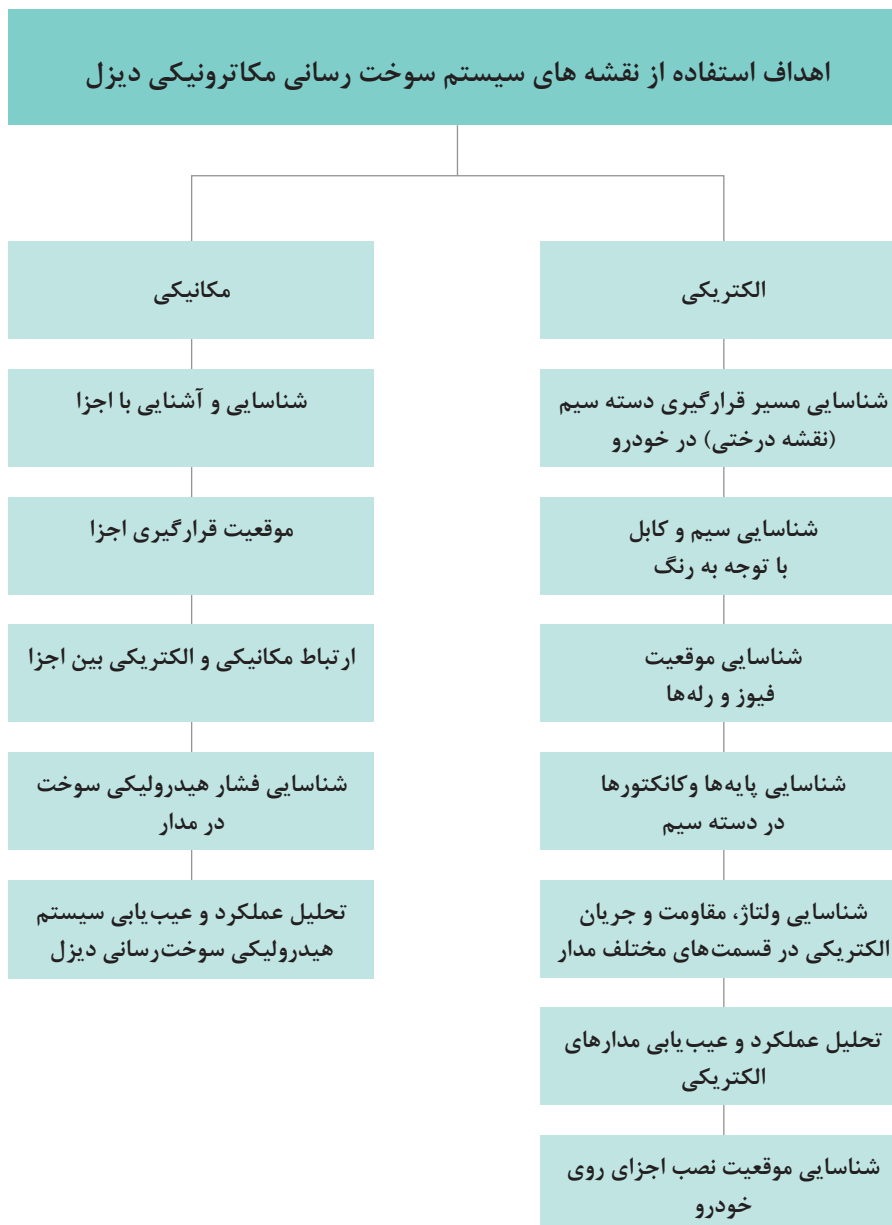 اهداف استفاده از نقشه های سیستم سوخت رسانی مکاترونیکی دیزل
الکتریکی
شناسایی مسیر قرارگیری دسته سیم
(نقشه درختی) در خودرو
شناسایی سیم و کابل
با توجه به رنگ
شناسایی موقعیت
فیوز و رله‌ها
شناسایی پایه‌ها وکانکتورها
در دسته سیم
شناسایی ولتاژ، مقاومت و جریان
الکتریکی در قسمت‌های مختلف مدار
تحلیل عملکرد و عیب‌یابی مدارهای
الکتریکی
شناسایی موقعیت نصب اجزای روی
خودرو
مکانیکی
شناسایی و آشنایی با اجزا
موقعیت قرارگیری اجزا
ارتباط مکانیکی و الکتریکی بین اجزا
شناسایی فشار هیدرولیکی سوخت
در مدار
تحلیل عملکرد و عیب‌یابی سیستم
هیدرولیکی سوخت‌رسانی دیزل